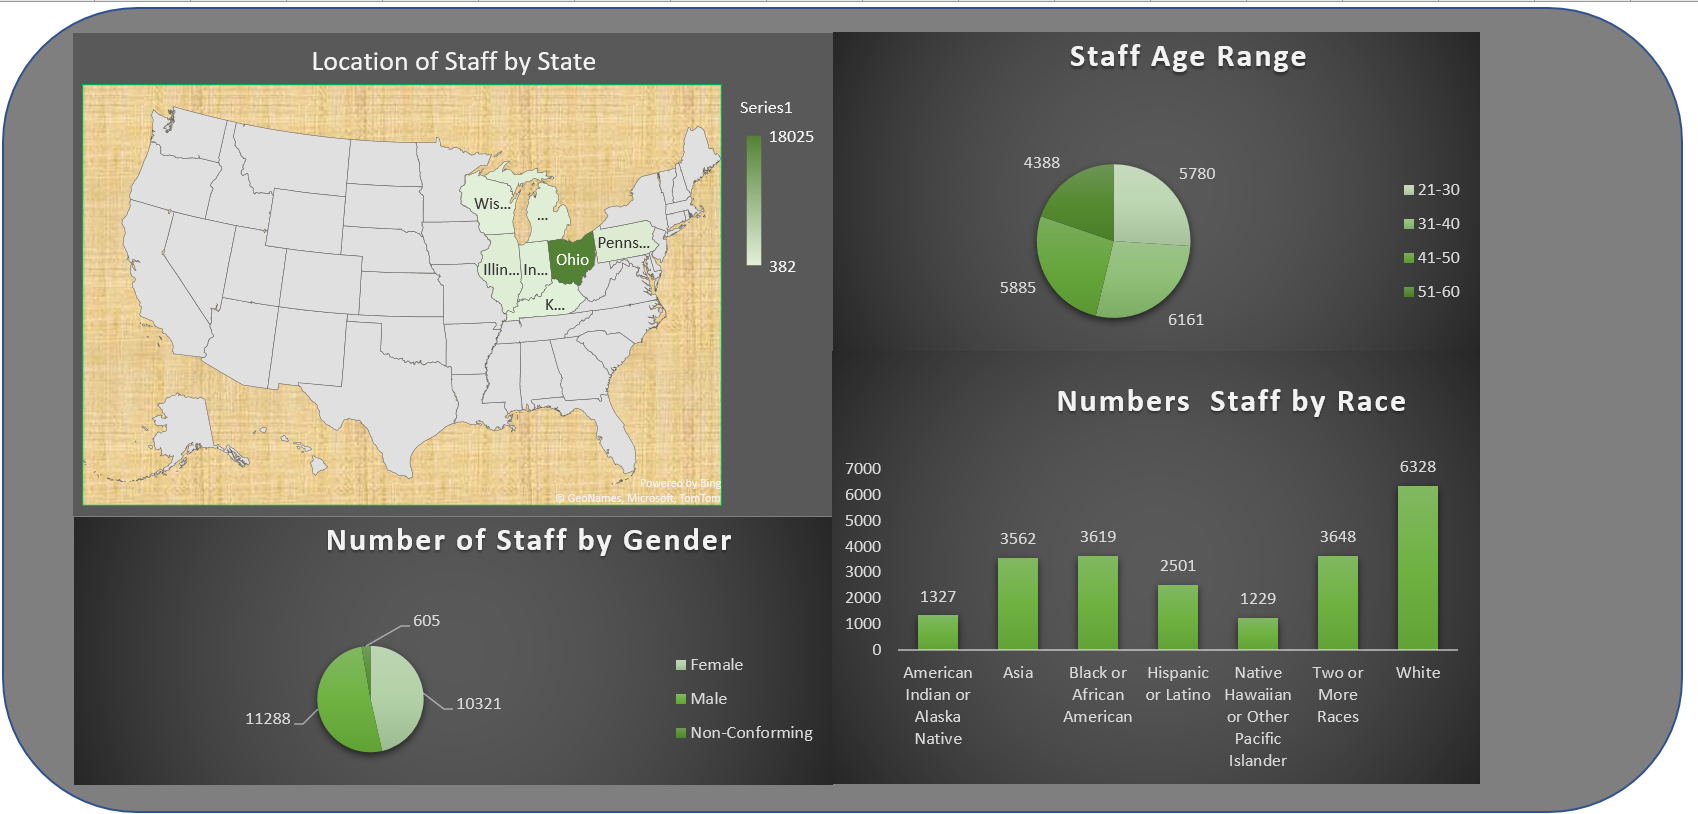 Location of Staff by State
Series1
18025
382
Wis...
...
Penns...
Illin...
In...
Ohio
K...
Powered by Bing
© GeoNames, Microsoft, TomTom
Staff Age Range
4388
5780
5885
6161
21-30
31-40
41-50
51-60
Number of Staff by Gender
605
10321
11288
Female
Male
Non-Conforming
Numbers  Staff by Race
7000
6000
5000
4000
3000
2000
1000
0
1327
3562
3619
2501
1229
3648
6328
American
Indian or
Alaska
Native
Asia
Black or
African
American
Hispanic
or Latino
Native
Hawaiian
or Other
Pacific
Islander
Two or
More
Races
White